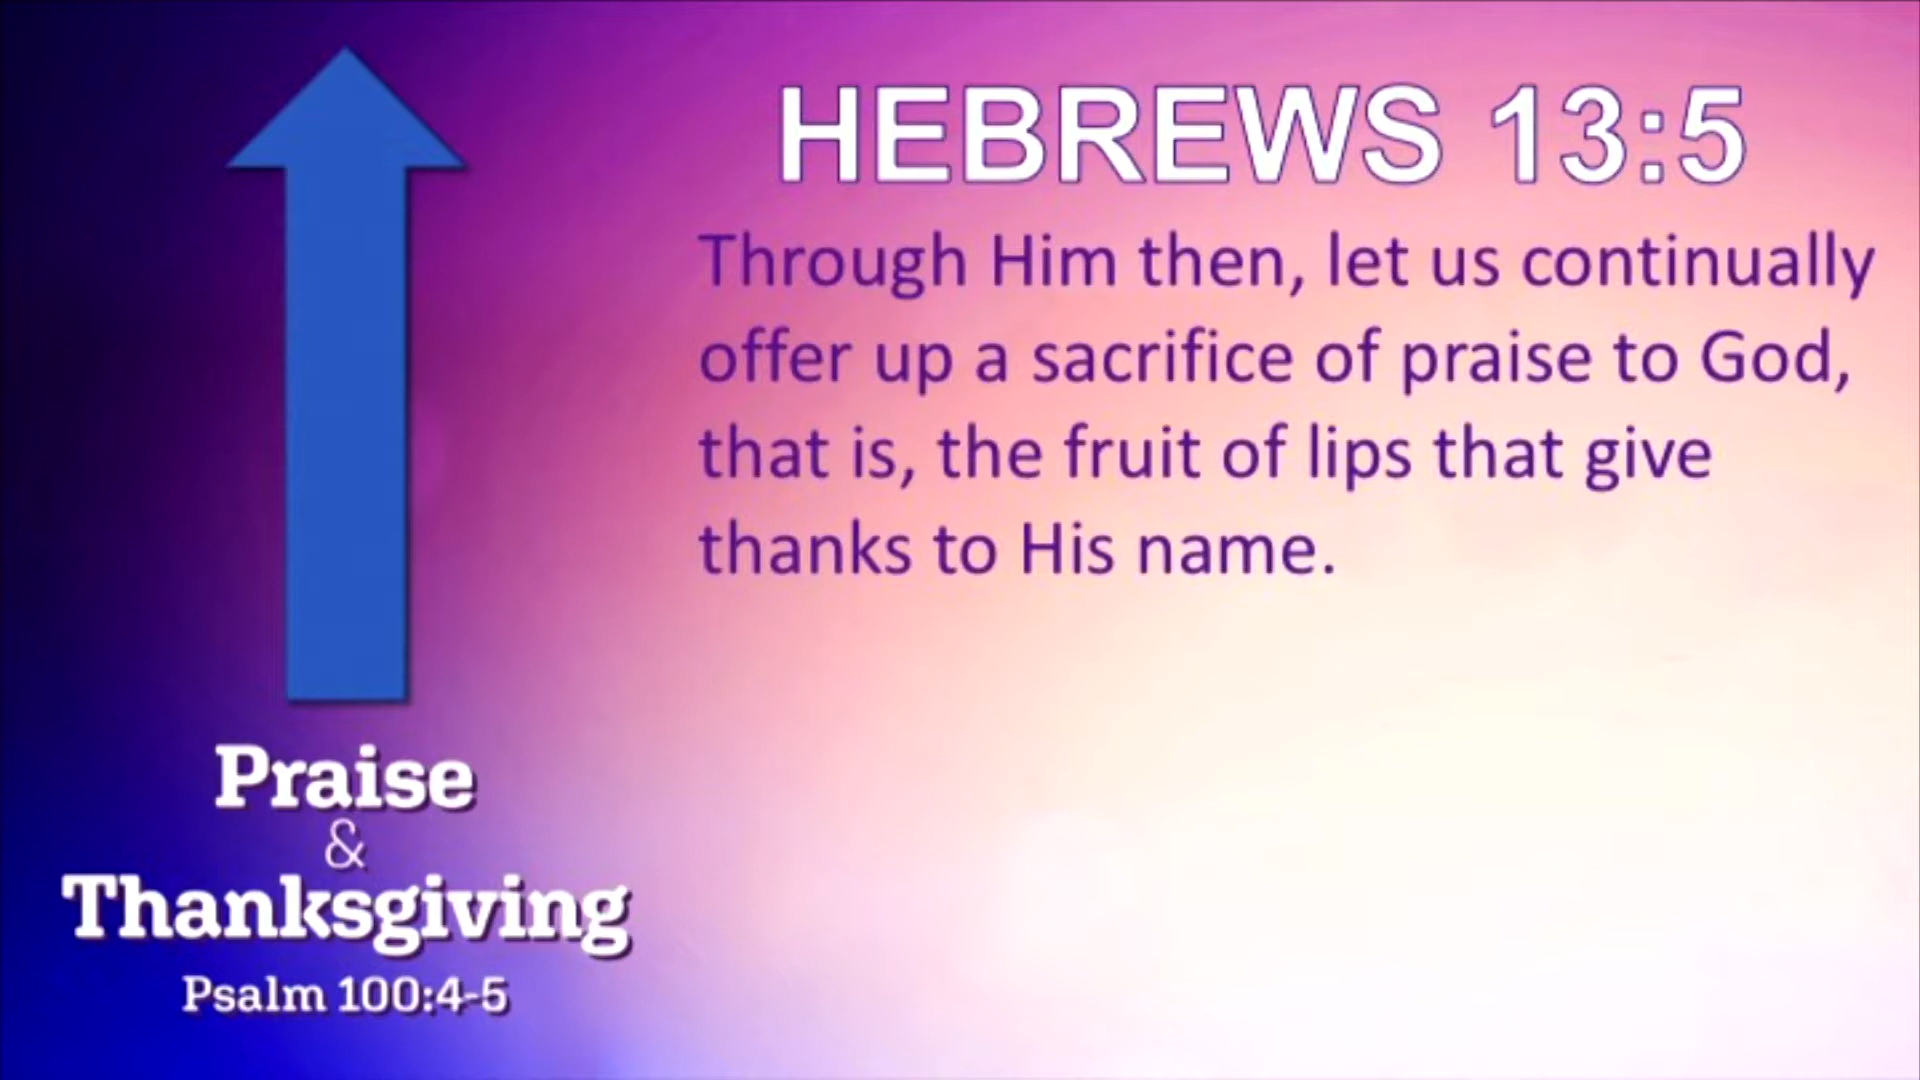 HEBREWS 13:5
Through Him then, let us continually
offer up a sacrifice of praise to God,
that is, the fruit of lips that give
thanks to His name.
Praise
&
Thanksgiving
Psalm 100:4-5